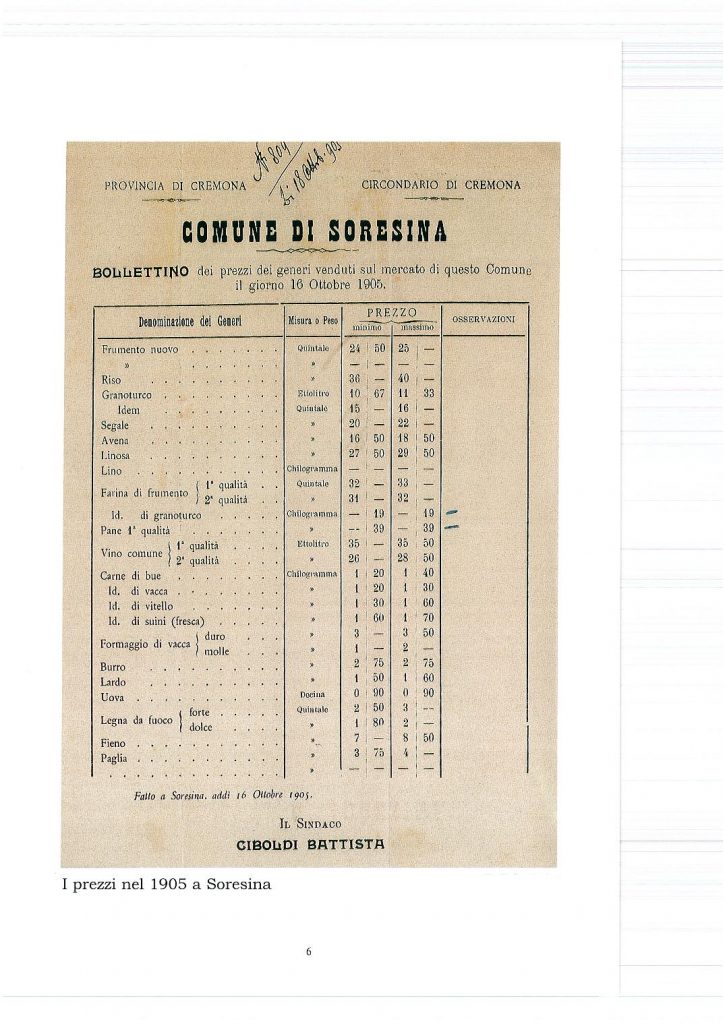 N. 804
li 18 Ottob. 905
PROVINCIA DI CREMONA CIRCONDARIO DI CREMONA
COMUNE DI SORESINA
BOLLETTINO dei prezzi dei generi venduti sul mercato di questo Comune
il giorno 16 Ottobre 1905.
Denominazione dei Generi Misura o Peso PREZZO minimo massimo OSSERVAZIONI
Frumento nuovo . . . . . . . Quintale 24 50 25 —
» . . . . . . . » — — — —
Riso . . . . . . . . . » 36 — 40 —
Granoturco . . . . . . . . Ettolitro 10 67 11 33
Idem . . . . . . . . Quintale 15 — 16 —
Segale . . . . . . . . . » 20 — 22 —
Avena . . . . . . . . . » 16 50 18 50
Linosa . . . . . . . . . » 27 50 29 50
Lino . . . . . . . . . Chilogramma — — — —
Farina di frumento { 1ª qualità . . Quintale 32 — 33 —
2ª qualità . . » 31 — 32 —
Id. di granoturco . . . . . Chilogramma — 19 — 19
Pane 1ª qualità . . . . . . . » — 39 — 39
Vino comune } 1ª qualità . . . Ettolitro 35 — 35 50
2ª qualità . . . » 26 — 28 50
Carne di bue . . . . . . . Chilogramma 1 20 1 40
Id. di vacca . . . . . . . » 1 20 1 30
Id. di vitello . . . . . . . » 1 30 1 60
Id. di suini (fresca) . . . . . » 1 60 1 70
Formaggio di vacca } duro . . . » 3 — 3 50
molle . . . » 1 — 2 —
Burro . . . . . . . . . » 2 75 2 75
Lardo . . . . . . . . . » 1 50 1 60
Uova . . . . . . . . . Dozina 0 90 0 90
Legna da fuoco { forte . . . . Quintale 2 50 3 —
dolce . . . . » 1 80 2 —
Fieno . . . . . . . . . » 7 — 8 50
Paglia . . . . . . . . . » 3 75 4 —
. . . . . . . . . . » — — — —
Fatto a Soresina, addì 16 Ottobre 1905.
IL SINDACO
CIBOLDI BATTISTA
I prezzi nel 1905 a Soresina
6